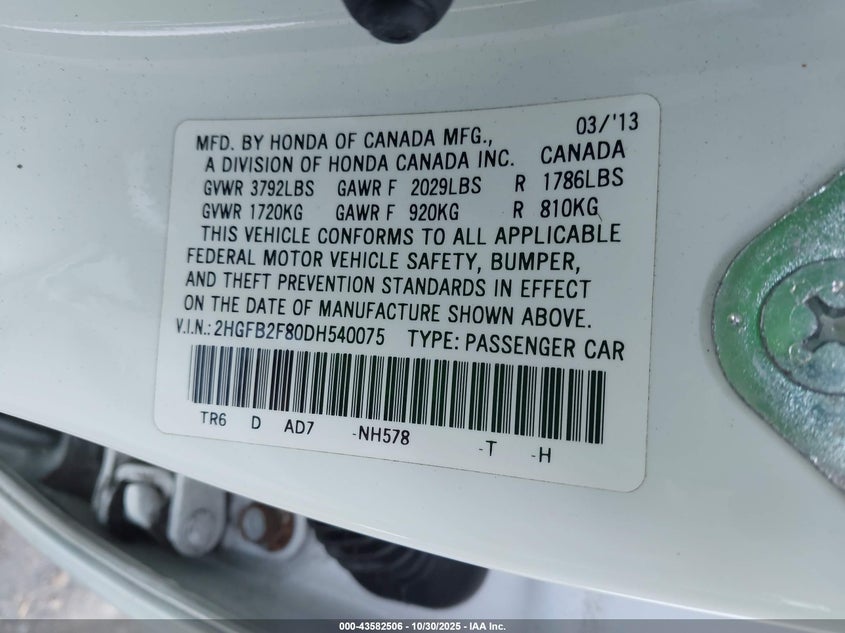 03/'13
MFD. BY HONDA OF CANADA MFG.,
A DIVISION OF HONDA CANADA INC. CANADA
GVWR 3792LBS GAWR F 2029LBS R 1786LBS
GVWR 1720KG GAWR F 920KG R 810KG
THIS VEHICLE CONFORMS TO ALL APPLICABLE
FEDERAL MOTOR VEHICLE SAFETY, BUMPER,
AND THEFT PREVENTION STANDARDS IN EFFECT
ON THE DATE OF MANUFACTURE SHOWN ABOVE.
V.I.N.: 2HGFB2F80DH540075 TYPE: PASSENGER CAR
TR6 D AD7 -NH578 -T -H
000-43582506 - 10/30/2025 - IAA Inc.